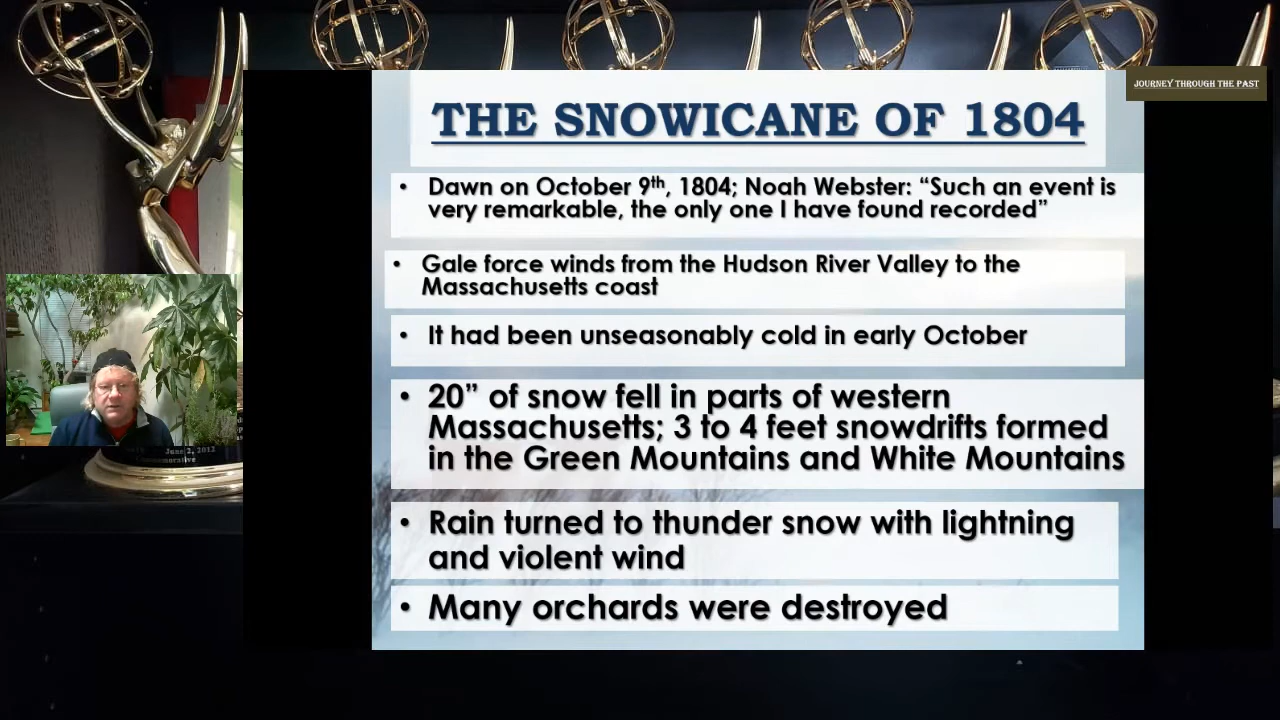 JOURNEY THROUGH THE PAST
THE SNOWICANE OF 1804
• Dawn on October 9th, 1804; Noah Webster: “Such an event is
very remarkable, the only one I have found recorded”
• Gale force winds from the Hudson River Valley to the
Massachusetts coast
• It had been unseasonably cold in early October
• 20” of snow fell in parts of western
Massachusetts; 3 to 4 feet snowdrifts formed
in the Green Mountains and White Mountains
• Rain turned to thunder snow with lightning
and violent wind
• Many orchards were destroyed
June 2, 2012